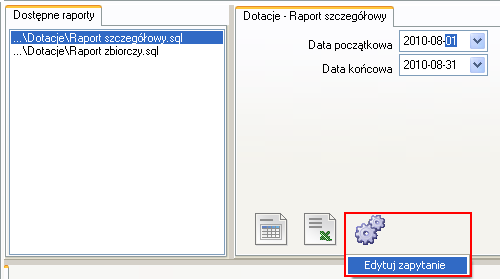 Dostępne raporty
...\Dotacje\Raport szczegółowy.sql
...\Dotacje\Raport zbiorczy.sql
Dotacje - Raport szczegółowy
Data początkowa 2010-08-01
Data końcowa 2010-08-31
Edytuj zapytanie